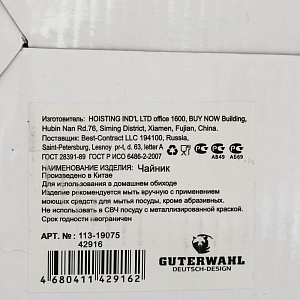 Изготовитель: HOISTING IND'L LTD office 1600, BUY NOW Building,
Hubin Nan Rd.76, Siming District, Xiamen, Fujian, China.
Поставщик: Best-Contract LLC 194100, Russia,
Saint-Petersburg, Lesnoy pr-t, d. 63, letter A
ГОСТ 28391-89 ГОСТ Р ИСО 6486-2-2007
НАИМЕНОВАНИЕ ИЗДЕЛИЯ: Чайник
Произведено в Китае
Для использования в домашнем обиходе
Изделие рекомендуется мыть вручную с применением
моющих средств для мытья посуды, кроме абразивных.
Не использовать в СВЧ посуду с металлизированной краской.
Срок годности неограничен
АРТ. №: 113-19075
42916
4 680411 429162
EAC
АВ49 АБ69
GUTERWAHL
DEUTSCH-DESIGN